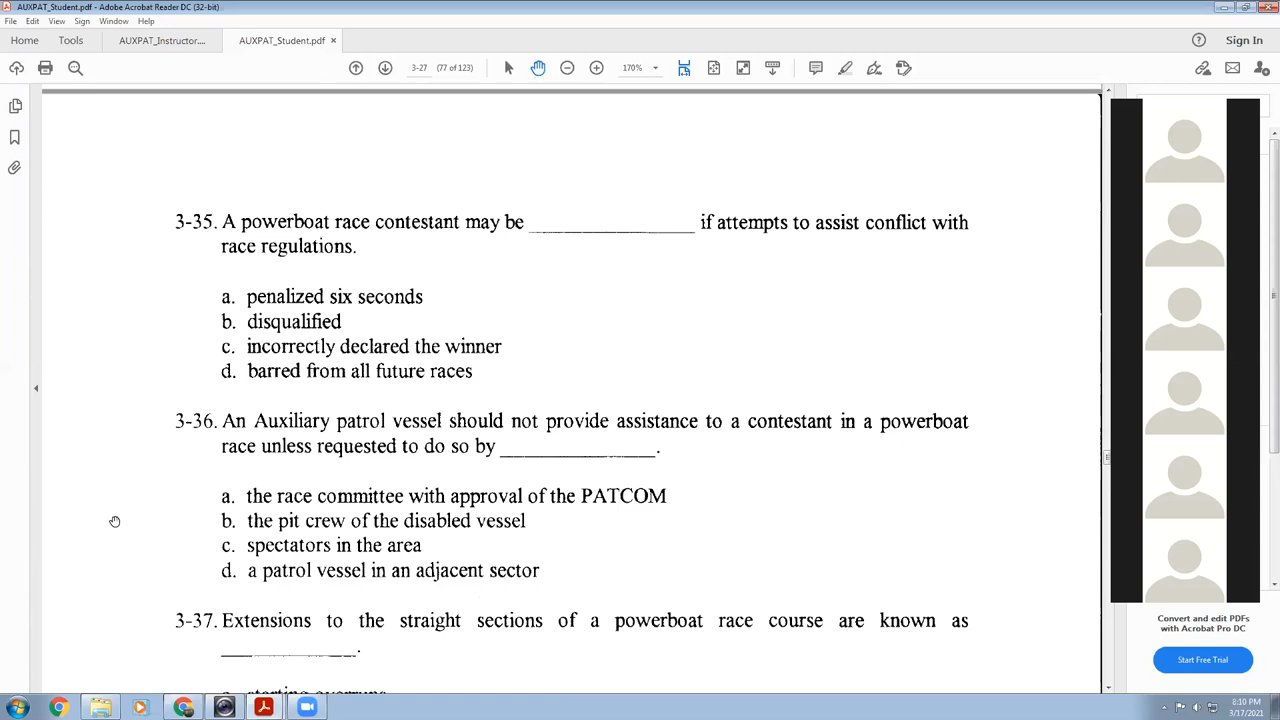 AUXPAT_Student.pdf - Adobe Acrobat Reader DC (32-bit)
File Edit View Sign Window Help
Home Tools AUXPAT_Instructor.... AUXPAT_Student.pdf × Sign In
3-27 (77 of 123) 170%
3-35. A powerboat race contestant may be ________________ if attempts to assist conflict with
race regulations.
a. penalized six seconds
b. disqualified
c. incorrectly declared the winner
d. barred from all future races
3-36. An Auxiliary patrol vessel should not provide assistance to a contestant in a powerboat
race unless requested to do so by _______________.
a. the race committee with approval of the PATCOM
b. the pit crew of the disabled vessel
c. spectators in the area
d. a patrol vessel in an adjacent sector
3-37. Extensions to the straight sections of a powerboat race course are known as
_____________.
a. starting overruns
Convert and edit PDFs
with Acrobat Pro DC
Start Free Trial
8:10 PM
3/17/2021